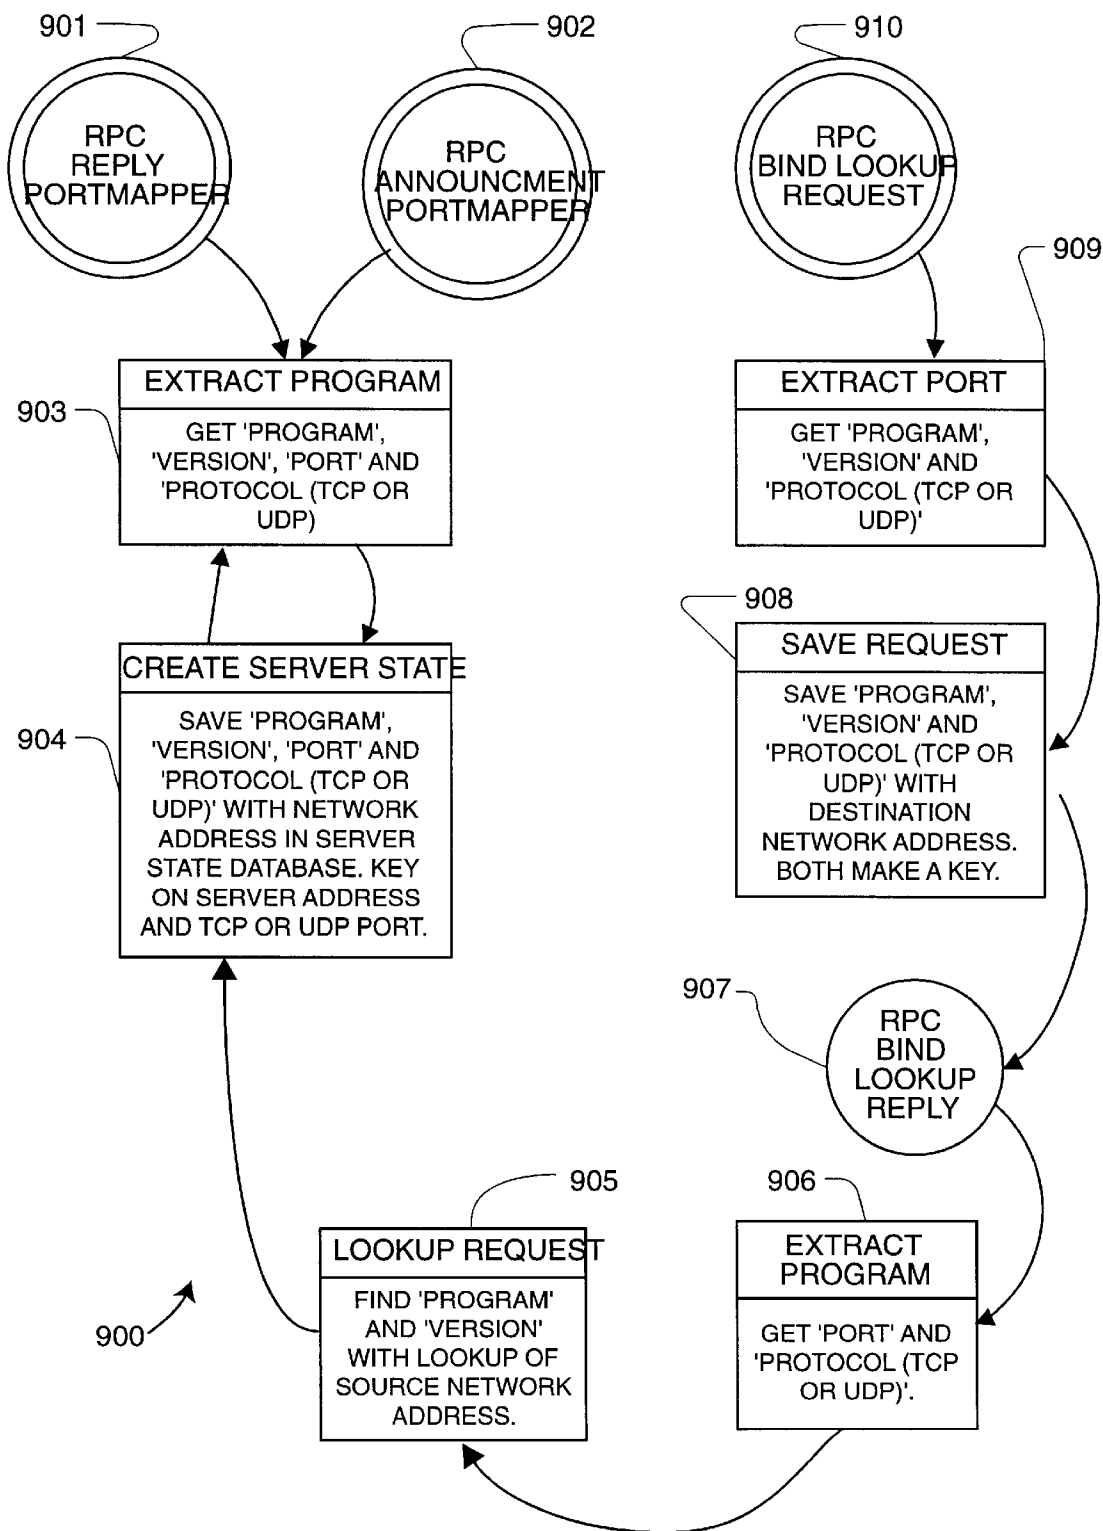 901
902
910
RPC
REPLY
PORTMAPPER
RPC
ANNOUNCMENT
PORTMAPPER
RPC
BIND LOOKUP
REQUEST
909
EXTRACT PROGRAM
903
GET 'PROGRAM',
'VERSION', 'PORT' AND
'PROTOCOL (TCP OR
UDP)
EXTRACT PORT
GET 'PROGRAM',
'VERSION' AND
'PROTOCOL (TCP OR
UDP)'
908
CREATE SERVER STATE
904
SAVE 'PROGRAM',
'VERSION', 'PORT' AND
'PROTOCOL (TCP OR
UDP)' WITH NETWORK
ADDRESS IN SERVER
STATE DATABASE. KEY
ON SERVER ADDRESS
AND TCP OR UDP PORT.
SAVE REQUEST
SAVE 'PROGRAM',
'VERSION' AND
'PROTOCOL (TCP OR
UDP)' WITH
DESTINATION
NETWORK ADDRESS.
BOTH MAKE A KEY.
907
RPC
BIND
LOOKUP
REPLY
905
906
LOOKUP REQUEST
FIND 'PROGRAM'
AND 'VERSION'
WITH LOOKUP OF
SOURCE NETWORK
ADDRESS.
EXTRACT
PROGRAM
GET 'PORT' AND
'PROTOCOL (TCP
OR UDP)'.
900